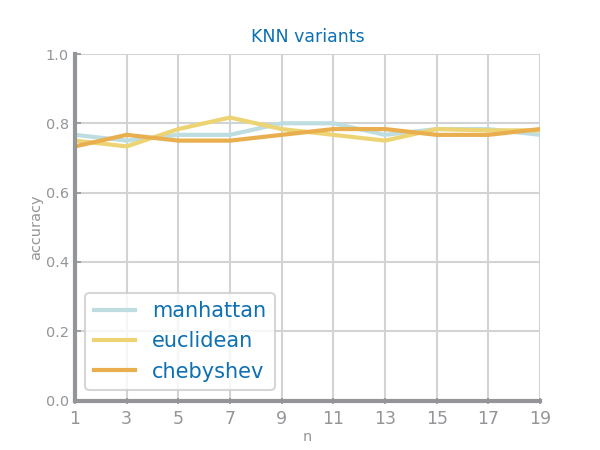 KNN variants
1.0
0.8
0.6
0.4
0.2
0.0
accuracy
manhattan
euclidean
chebyshev
1 3 5 7 9 11 13 15 17 19
n